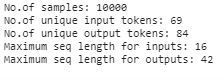 No.of samples: 10000
No.of unique input tokens: 69
No.of unique output tokens: 84
Maximum seq length for inputs: 16
Maximum seq length for outputs: 42